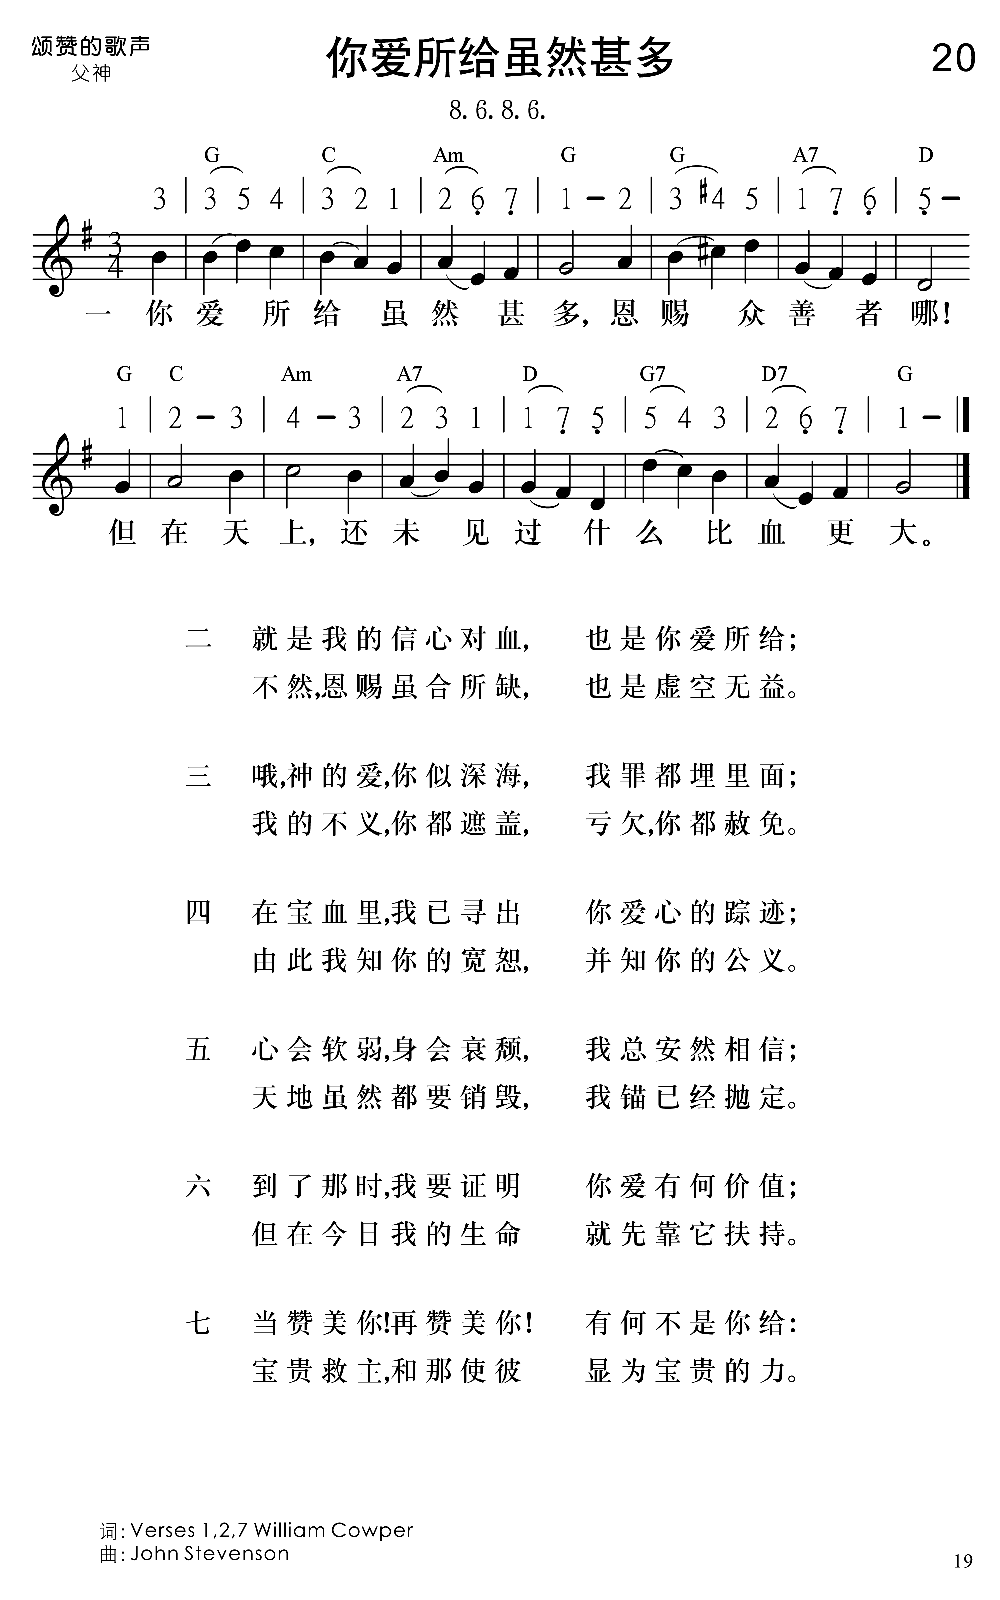 颂赞的歌声
父神
你爱所给虽然甚多
20
8. 6. 8. 6.
G C Am G G A7 D
3 | 3 5 4 | 3 2 1 | 2 6 7 | 1 – 2 | 3 #4 5 | 1 7 6 | 5 –
3
4
一 你 爱 所 给 虽 然 甚 多, 恩 赐 众 善 者 哪!
G C Am A7 D G7 D7 G
1 | 2 – 3 | 4 – 3 | 2 3 1 | 1 7 5 | 5 4 3 | 2 6 7 | 1 – ‖
但 在 天 上, 还 未 见 过 什 么 比 血 更 大。
二 就是我的信心对血, 也是你爱所给;
不然,恩赐虽合所缺, 也是虚空无益。
三 哦,神的爱,你似深海, 我罪都埋里面;
我的不义,你都遮盖, 亏欠,你都赦免。
四 在宝血里,我已寻出 你爱心的踪迹;
由此我知你的宽恕, 并知你的公义。
五 心会软弱,身会衰颓, 我总安然相信;
天地虽然都要销毁, 我锚已经抛定。
六 到了那时,我要证明 你爱有何价值;
但在今日我的生命 就先靠它扶持。
七 当赞美你!再赞美你! 有何不是你给:
宝贵救主,和那使彼 显为宝贵的力。
词: Verses 1,2,7 William Cowper
曲: John Stevenson
19